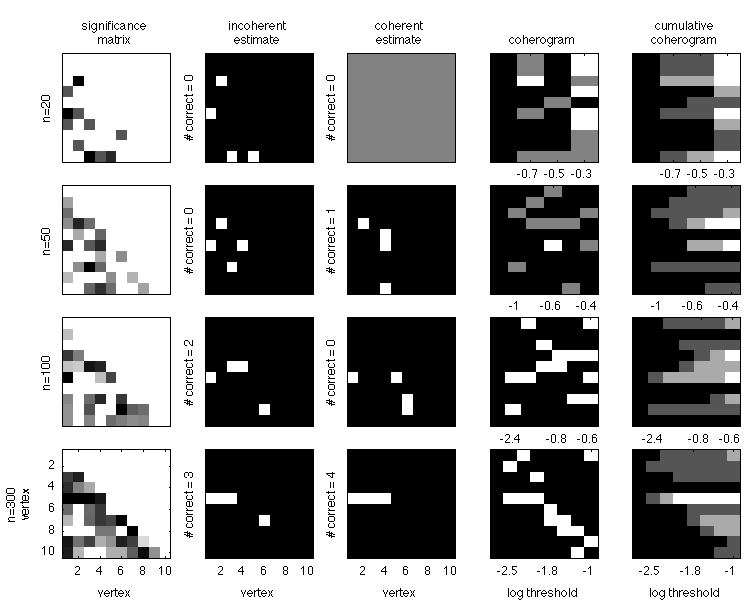 significance matrix
incoherent estimate
coherent estimate
coherogram
cumulative coherogram
n=20
# correct = 0
# correct = 0
-0.7 -0.5 -0.3
-0.7 -0.5 -0.3
n=50
# correct = 0
# correct = 1
-1 -0.6 -0.4
-1 -0.6 -0.4
n=100
# correct = 2
# correct = 0
-2.4 -0.8 -0.6
-2.4 -0.8 -0.6
n=300
vertex
2
4
6
8
10
# correct = 3
# correct = 4
2 4 6 8 10
2 4 6 8 10
2 4 6 8 10
-2.5 -1.8 -1
-2.5 -1.8 -1
vertex
vertex
vertex
log threshold
log threshold